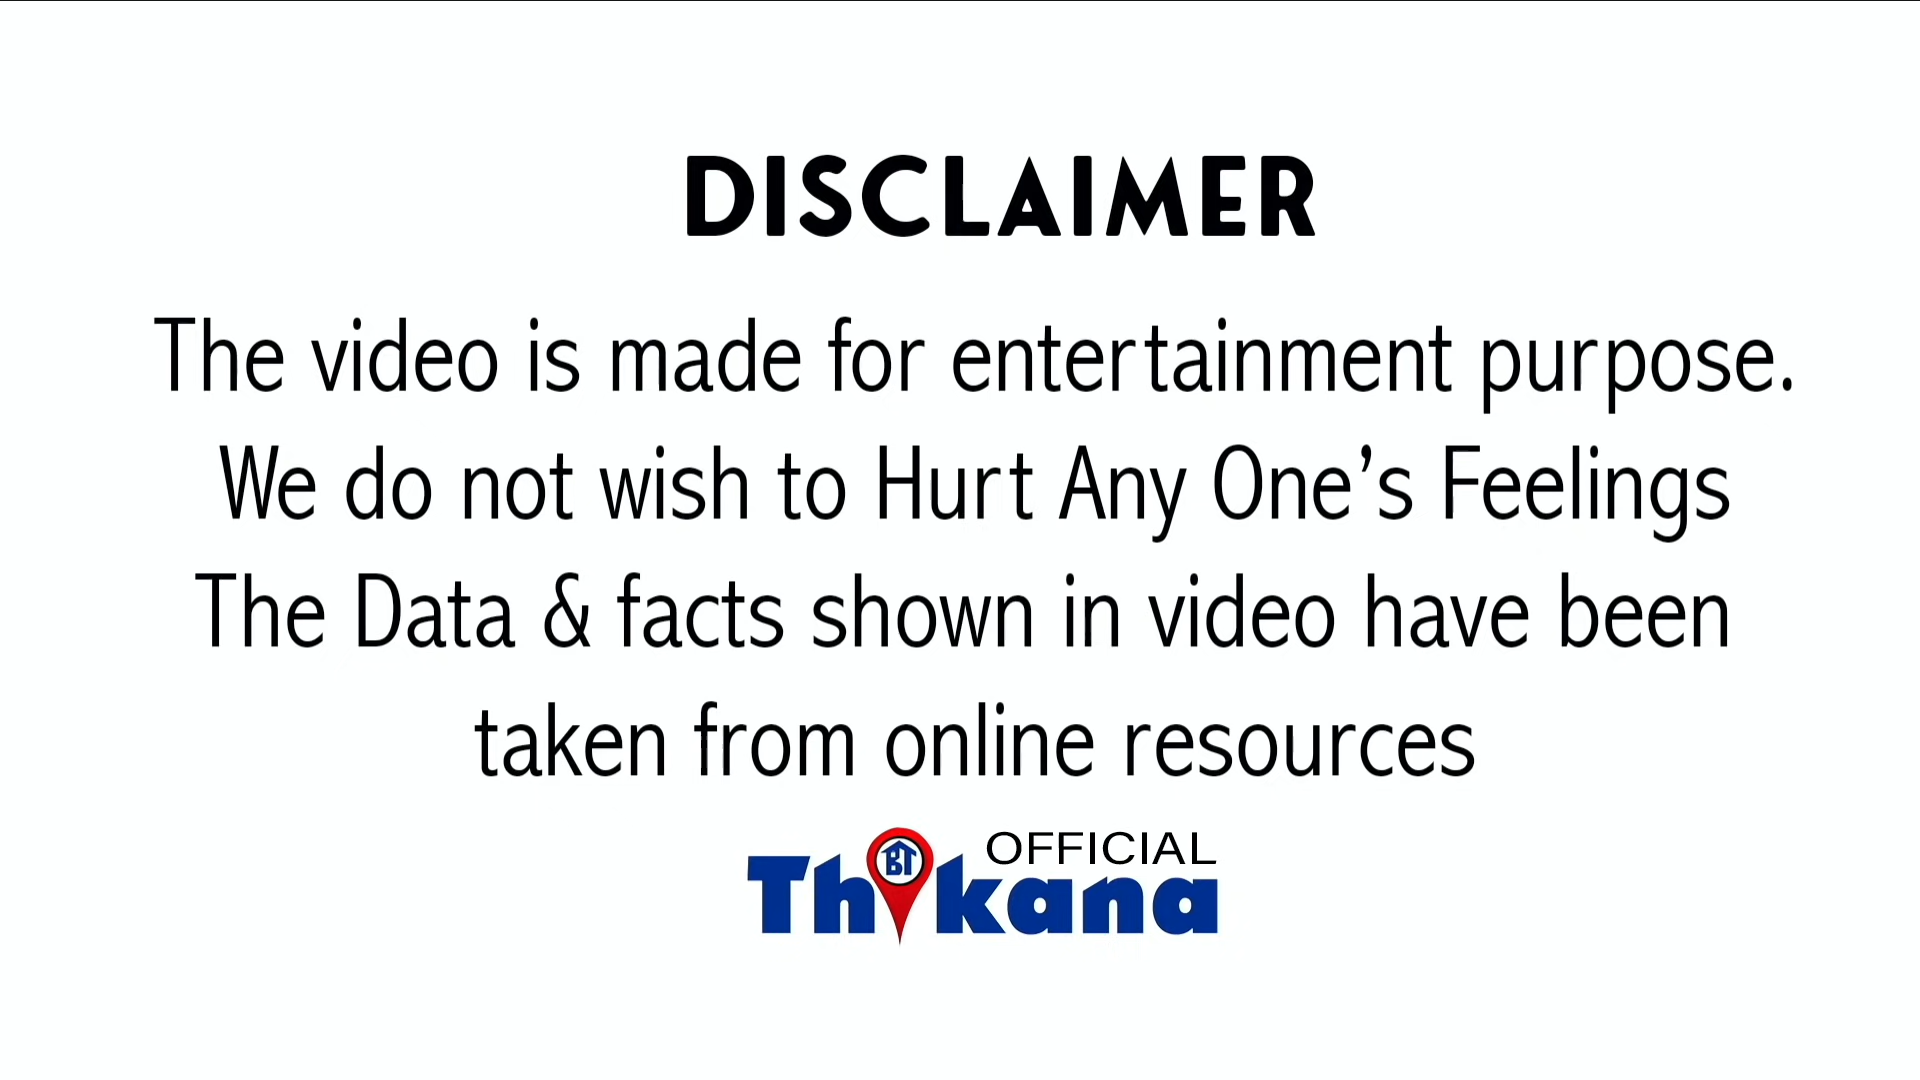 DISCLAIMER
The video is made for entertainment purpose.
We do not wish to Hurt Any One’s Feelings
The Data & facts shown in video have been
taken from online resources
OFFICIAL
BT
Thikana